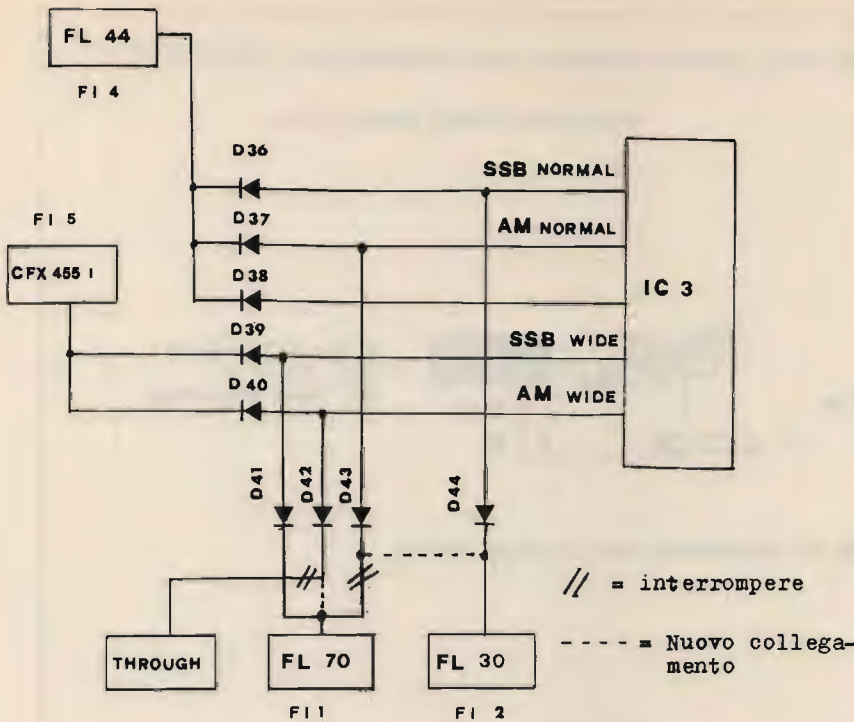 FL 44
FI 4
D36
SSB NORMAL
D37
AM NORMAL
FI 5
CFX 455 I
D38
IC 3
D39
SSB WIDE
D40
AM WIDE
D41
D42
D43
D44
// = interrompere
THROUGH
FL 70
FL 30
---- = Nuovo collega-
mento
FI 1
FI 2